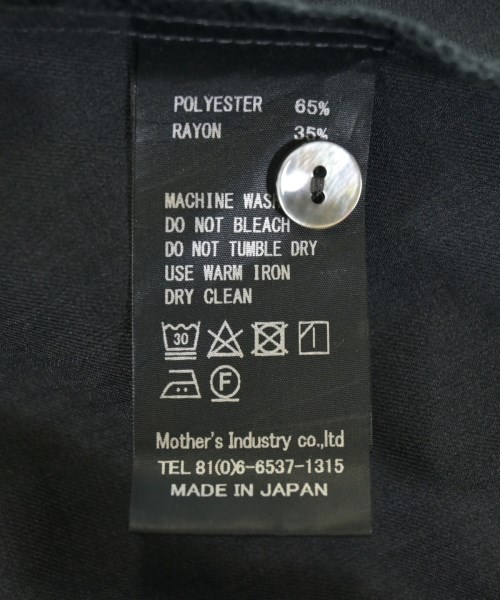 POLYESTER 65%
RAYON 35%
MACHINE WASH
DO NOT BLEACH
DO NOT TUMBLE DRY
USE WARM IRON
DRY CLEAN
30
F
Mother's Industry co.,ltd
TEL 81(0)6-6537-1315
MADE IN JAPAN